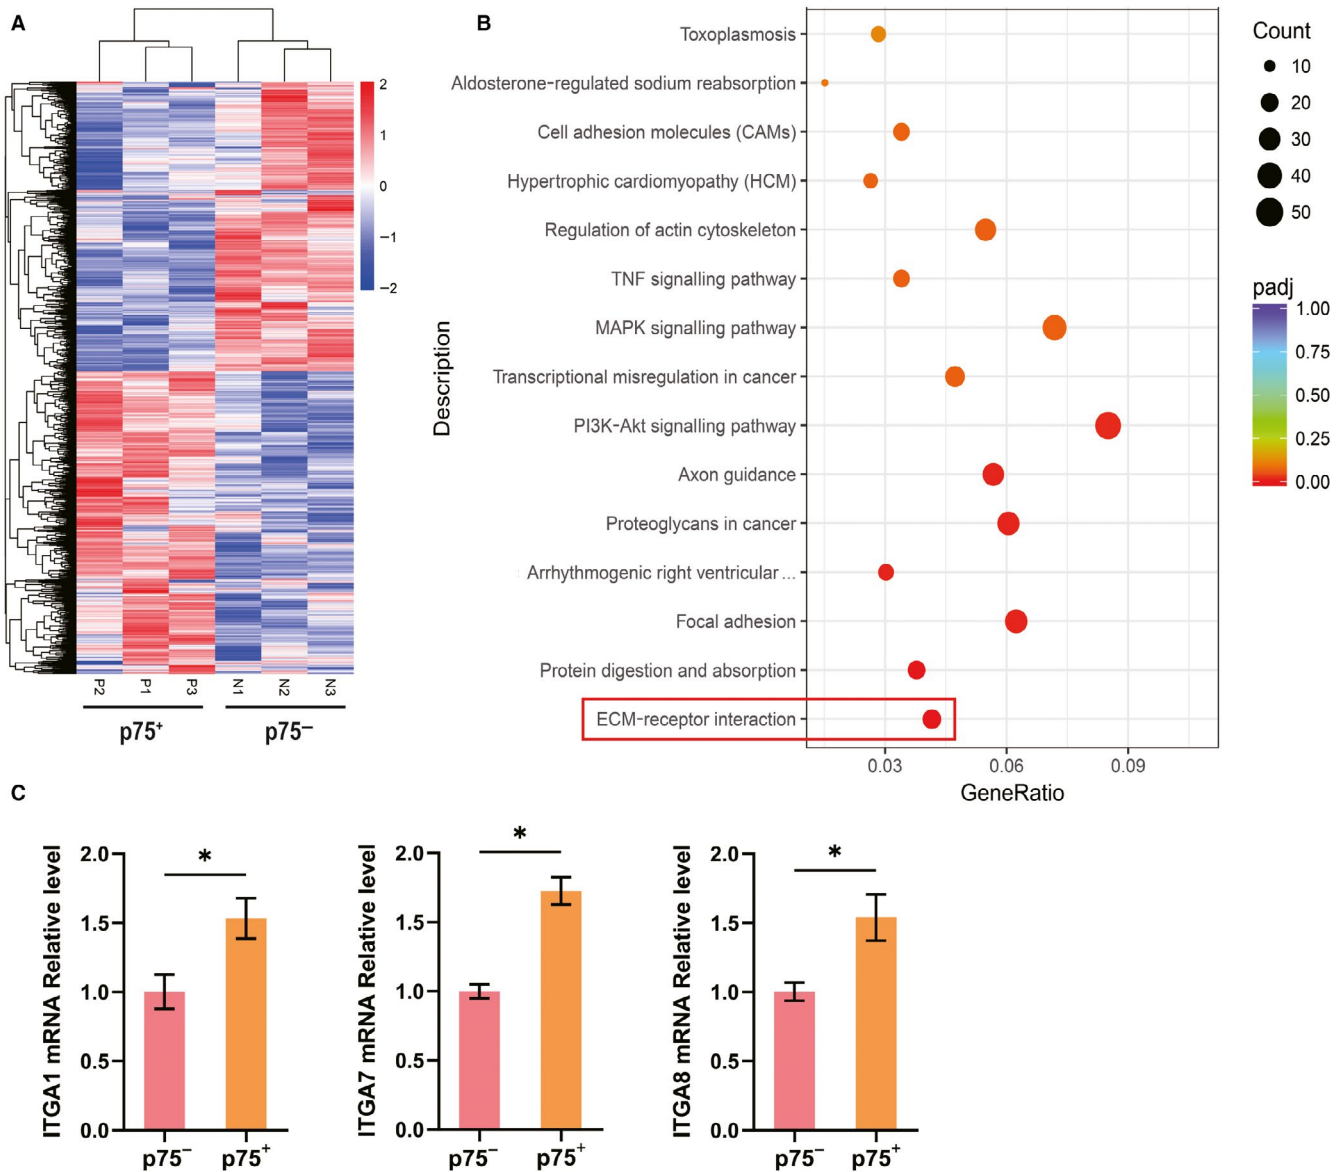 A
2
1
0
−1
−2
P2
P1
P3
N1
N2
N3
p75+
p75−
B
Description
Toxoplasmosis
Aldosterone-regulated sodium reabsorption
Cell adhesion molecules (CAMs)
Hypertrophic cardiomyopathy (HCM)
Regulation of actin cytoskeleton
TNF signalling pathway
MAPK signalling pathway
Transcriptional misregulation in cancer
PI3K−Akt signalling pathway
Axon guidance
Proteoglycans in cancer
Arrhythmogenic right ventricular ...
Focal adhesion
Protein digestion and absorption
ECM-receptor interaction
0.03
0.06
0.09
GeneRatio
Count
10
20
30
40
50
padj
1.00
0.75
0.50
0.25
0.00
C
ITGA1 mRNA Relative level
2.0
1.5
1.0
0.5
0.0
*
p75−
p75+
ITGA7 mRNA Relative level
2.0
1.5
1.0
0.5
0.0
*
p75−
p75+
ITGA8 mRNA Relative level
2.0
1.5
1.0
0.5
0.0
*
p75−
p75+